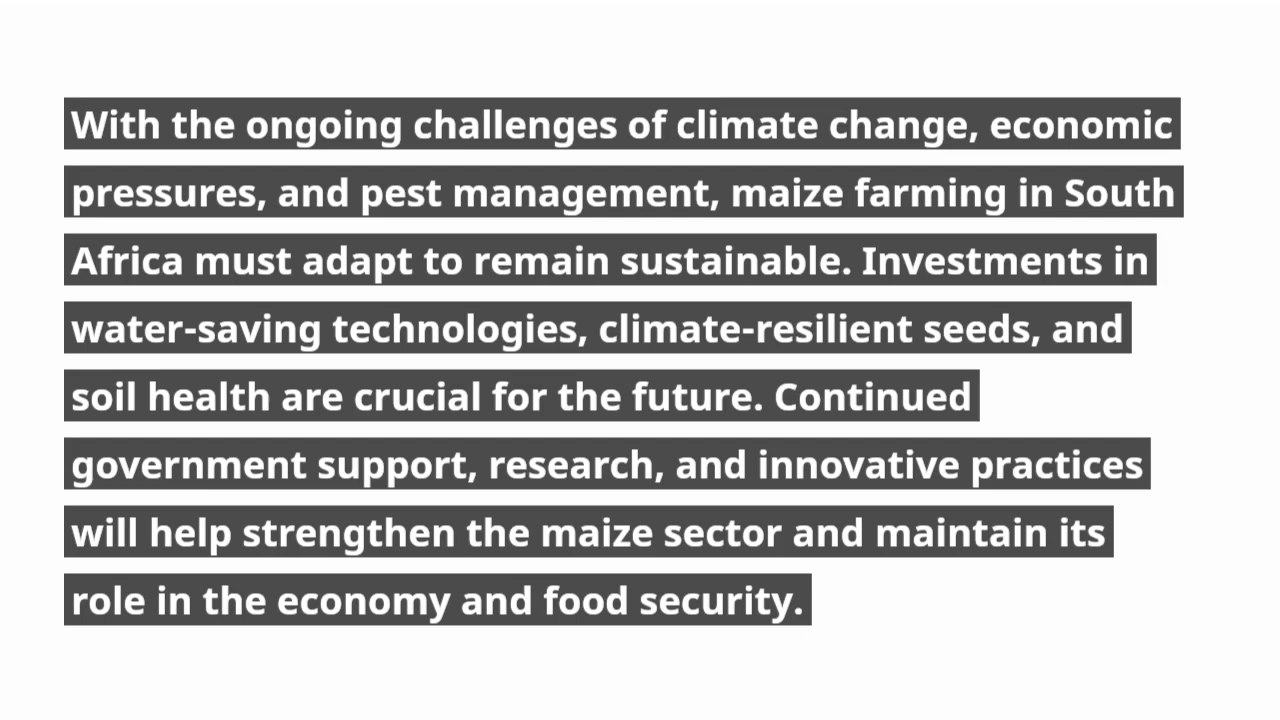 With the ongoing challenges of climate change, economic
pressures, and pest management, maize farming in South
Africa must adapt to remain sustainable. Investments in
water-saving technologies, climate-resilient seeds, and
soil health are crucial for the future. Continued
government support, research, and innovative practices
will help strengthen the maize sector and maintain its
role in the economy and food security.